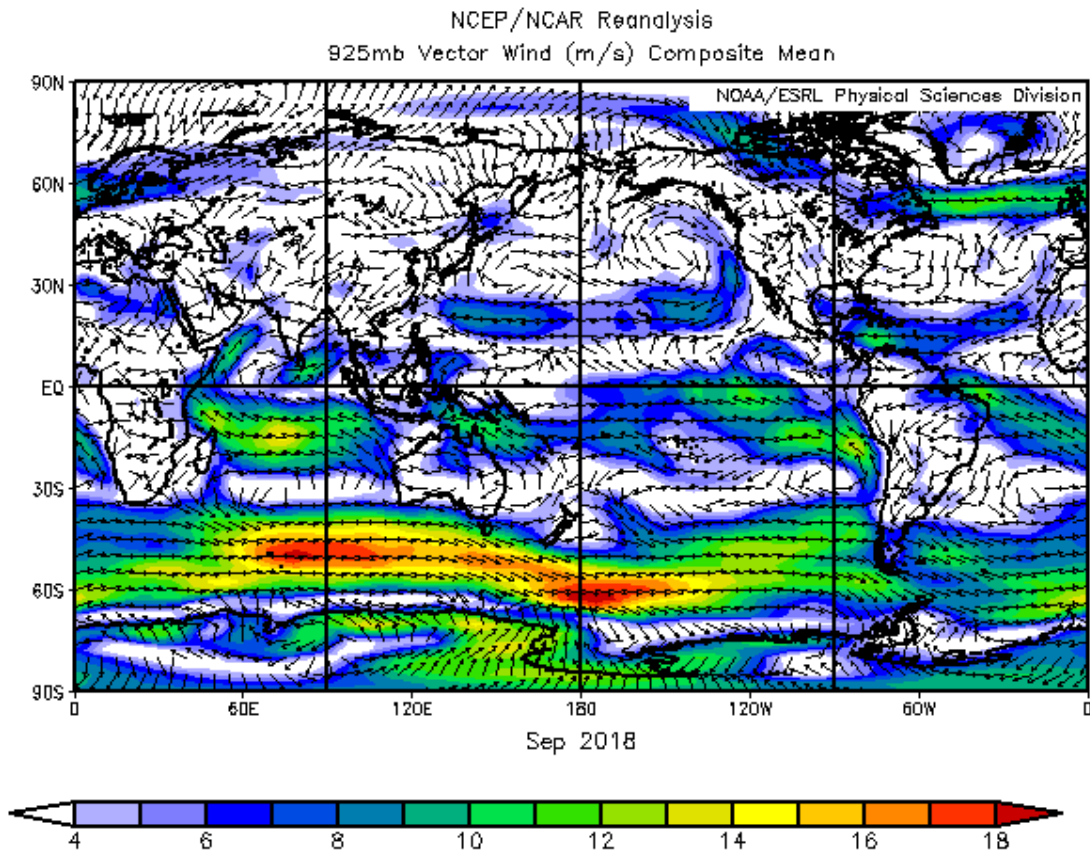 NCEP/NCAR Reanalysis
925mb Vector Wind (m/s) Composite Mean
NOAA/ESRL Physical Sciences Division
90N
60N
30N
EQ
30S
60S
90S
0 60E 120E 180 120W 60W 0
Sep 2018
4 6 8 10 12 14 16 18